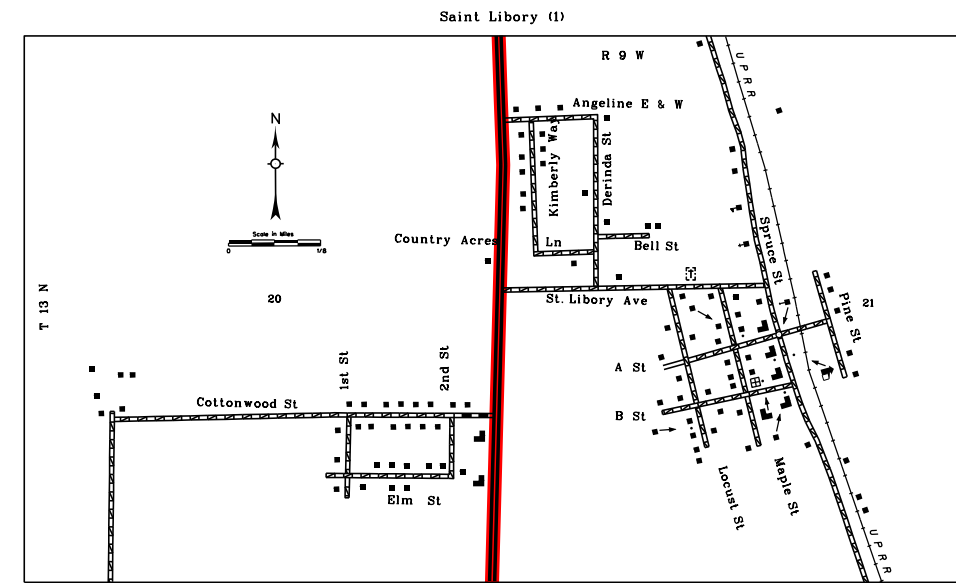 Saint Libory (1)
R 9 W
UPRR
Angeline E & W
N
Kimberly Way
Derinda St
Scale in Miles
0 1/8
Country Acres Ln
Bell St
Spruce St
T
20
T 13 N
St. Libory Ave
Pine St
21
1st St
2nd St
A St
Cottonwood St
B St
Elm St
Locust St
Maple St
UPRR